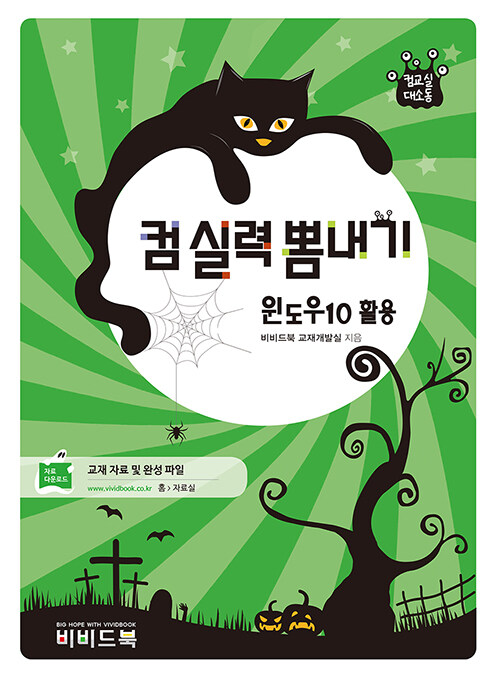 컴교실
대소동
컴 실력 뽐내기
윈도우10 활용
비비드북 교재개발실 지음
자료
다운로드
교재 자료 및 완성 파일
www.vividbook.co.kr 홈 > 자료실
BIG HOPE WITH VIVIDBOOK
비비드북